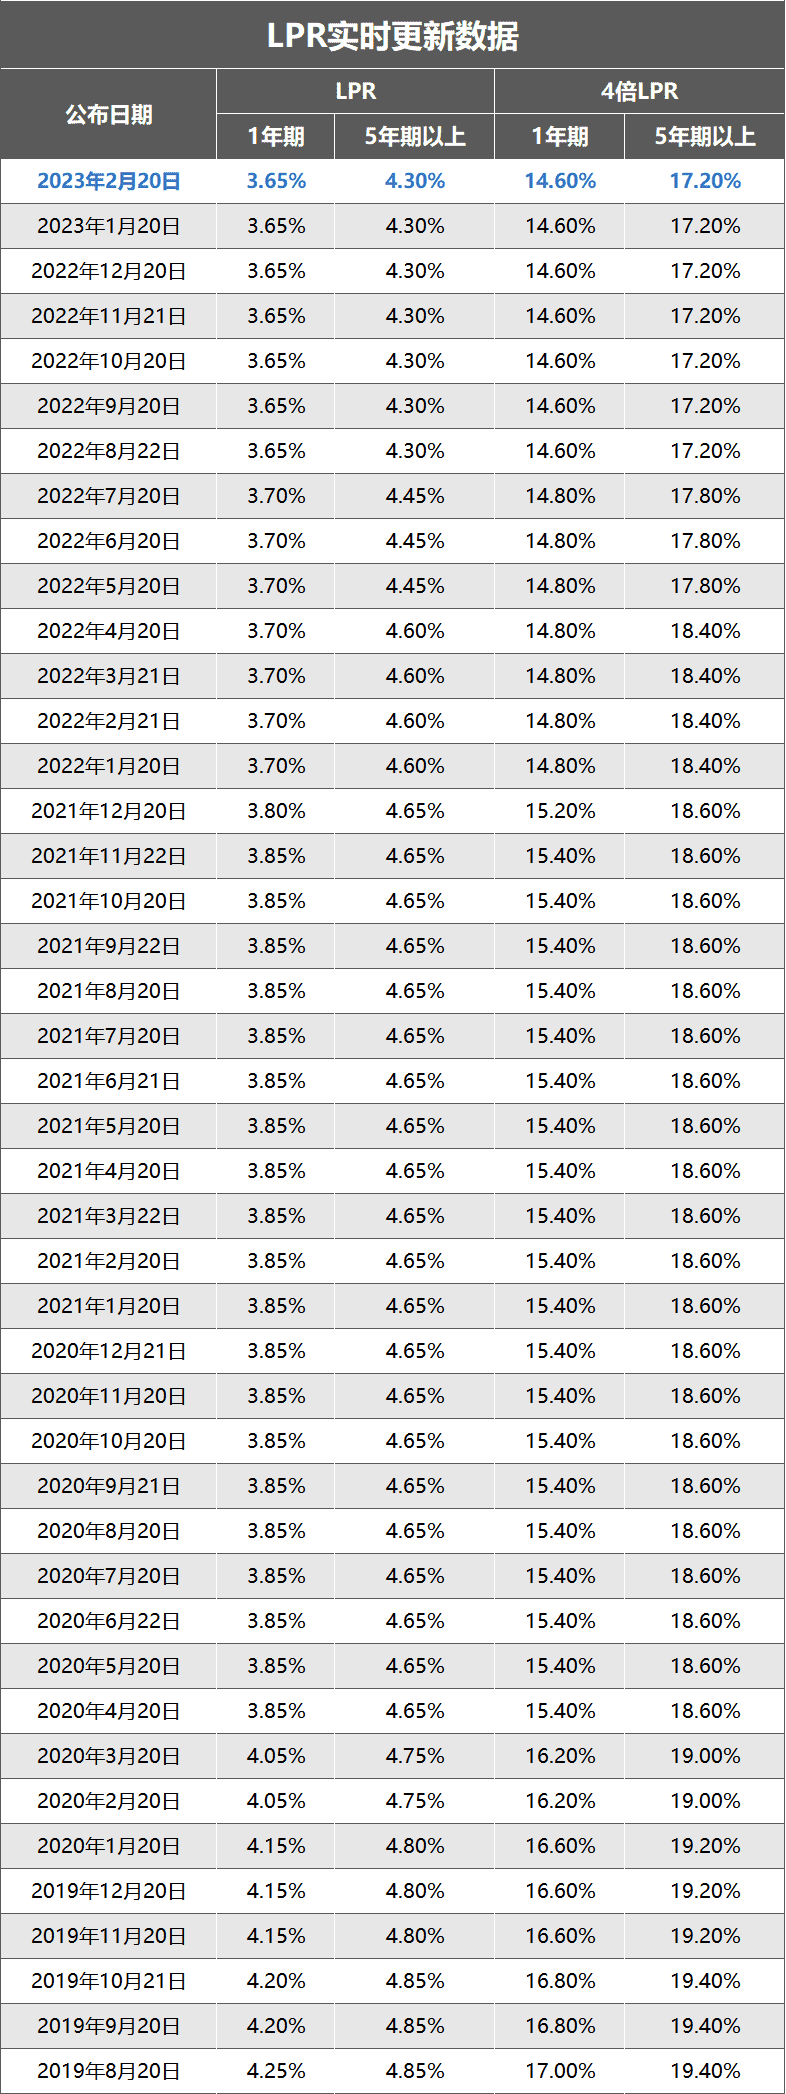 LPR实时更新数据
公布日期 LPR 4倍LPR
1年期 5年期以上 1年期 5年期以上
2023年2月20日 3.65% 4.30% 14.60% 17.20%
2023年1月20日 3.65% 4.30% 14.60% 17.20%
2022年12月20日 3.65% 4.30% 14.60% 17.20%
2022年11月21日 3.65% 4.30% 14.60% 17.20%
2022年10月20日 3.65% 4.30% 14.60% 17.20%
2022年9月20日 3.65% 4.30% 14.60% 17.20%
2022年8月22日 3.65% 4.30% 14.60% 17.20%
2022年7月20日 3.70% 4.45% 14.80% 17.80%
2022年6月20日 3.70% 4.45% 14.80% 17.80%
2022年5月20日 3.70% 4.45% 14.80% 17.80%
2022年4月20日 3.70% 4.60% 14.80% 18.40%
2022年3月21日 3.70% 4.60% 14.80% 18.40%
2022年2月21日 3.70% 4.60% 14.80% 18.40%
2022年1月20日 3.70% 4.60% 14.80% 18.40%
2021年12月20日 3.80% 4.65% 15.20% 18.60%
2021年11月22日 3.85% 4.65% 15.40% 18.60%
2021年10月20日 3.85% 4.65% 15.40% 18.60%
2021年9月22日 3.85% 4.65% 15.40% 18.60%
2021年8月20日 3.85% 4.65% 15.40% 18.60%
2021年7月20日 3.85% 4.65% 15.40% 18.60%
2021年6月21日 3.85% 4.65% 15.40% 18.60%
2021年5月20日 3.85% 4.65% 15.40% 18.60%
2021年4月20日 3.85% 4.65% 15.40% 18.60%
2021年3月22日 3.85% 4.65% 15.40% 18.60%
2021年2月20日 3.85% 4.65% 15.40% 18.60%
2021年1月20日 3.85% 4.65% 15.40% 18.60%
2020年12月21日 3.85% 4.65% 15.40% 18.60%
2020年11月20日 3.85% 4.65% 15.40% 18.60%
2020年10月20日 3.85% 4.65% 15.40% 18.60%
2020年9月21日 3.85% 4.65% 15.40% 18.60%
2020年8月20日 3.85% 4.65% 15.40% 18.60%
2020年7月20日 3.85% 4.65% 15.40% 18.60%
2020年6月22日 3.85% 4.65% 15.40% 18.60%
2020年5月20日 3.85% 4.65% 15.40% 18.60%
2020年4月20日 3.85% 4.65% 15.40% 18.60%
2020年3月20日 4.05% 4.75% 16.20% 19.00%
2020年2月20日 4.05% 4.75% 16.20% 19.00%
2020年1月20日 4.15% 4.80% 16.60% 19.20%
2019年12月20日 4.15% 4.80% 16.60% 19.20%
2019年11月20日 4.15% 4.80% 16.60% 19.20%
2019年10月21日 4.20% 4.85% 16.80% 19.40%
2019年9月20日 4.20% 4.85% 16.80% 19.40%
2019年8月20日 4.25% 4.85% 17.00% 19.40%